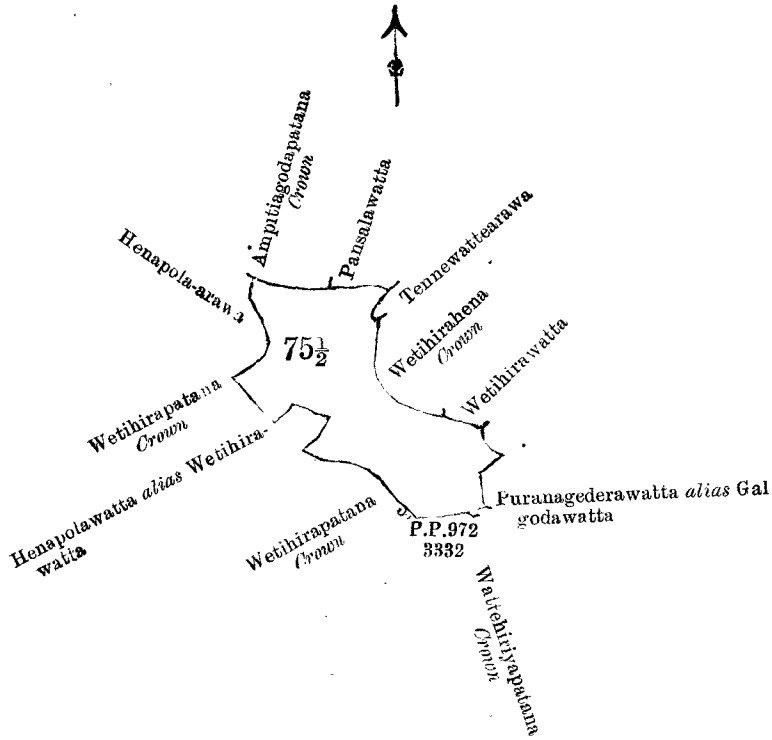 Ampitiagodapatana
Crown
Pansalawatta
Tennewattearawa
Henapola-arawa
Wetihirahena
Crown
75½
Wetihirawatta
Wetihirapatana
Crown
Henapolawatta alias Wetihira-
watta
Wetihirapatana
Crown
Puranagederawatta alias Gal
godawatta
P.P.972
3332
Wattehiriyapatana
Crown